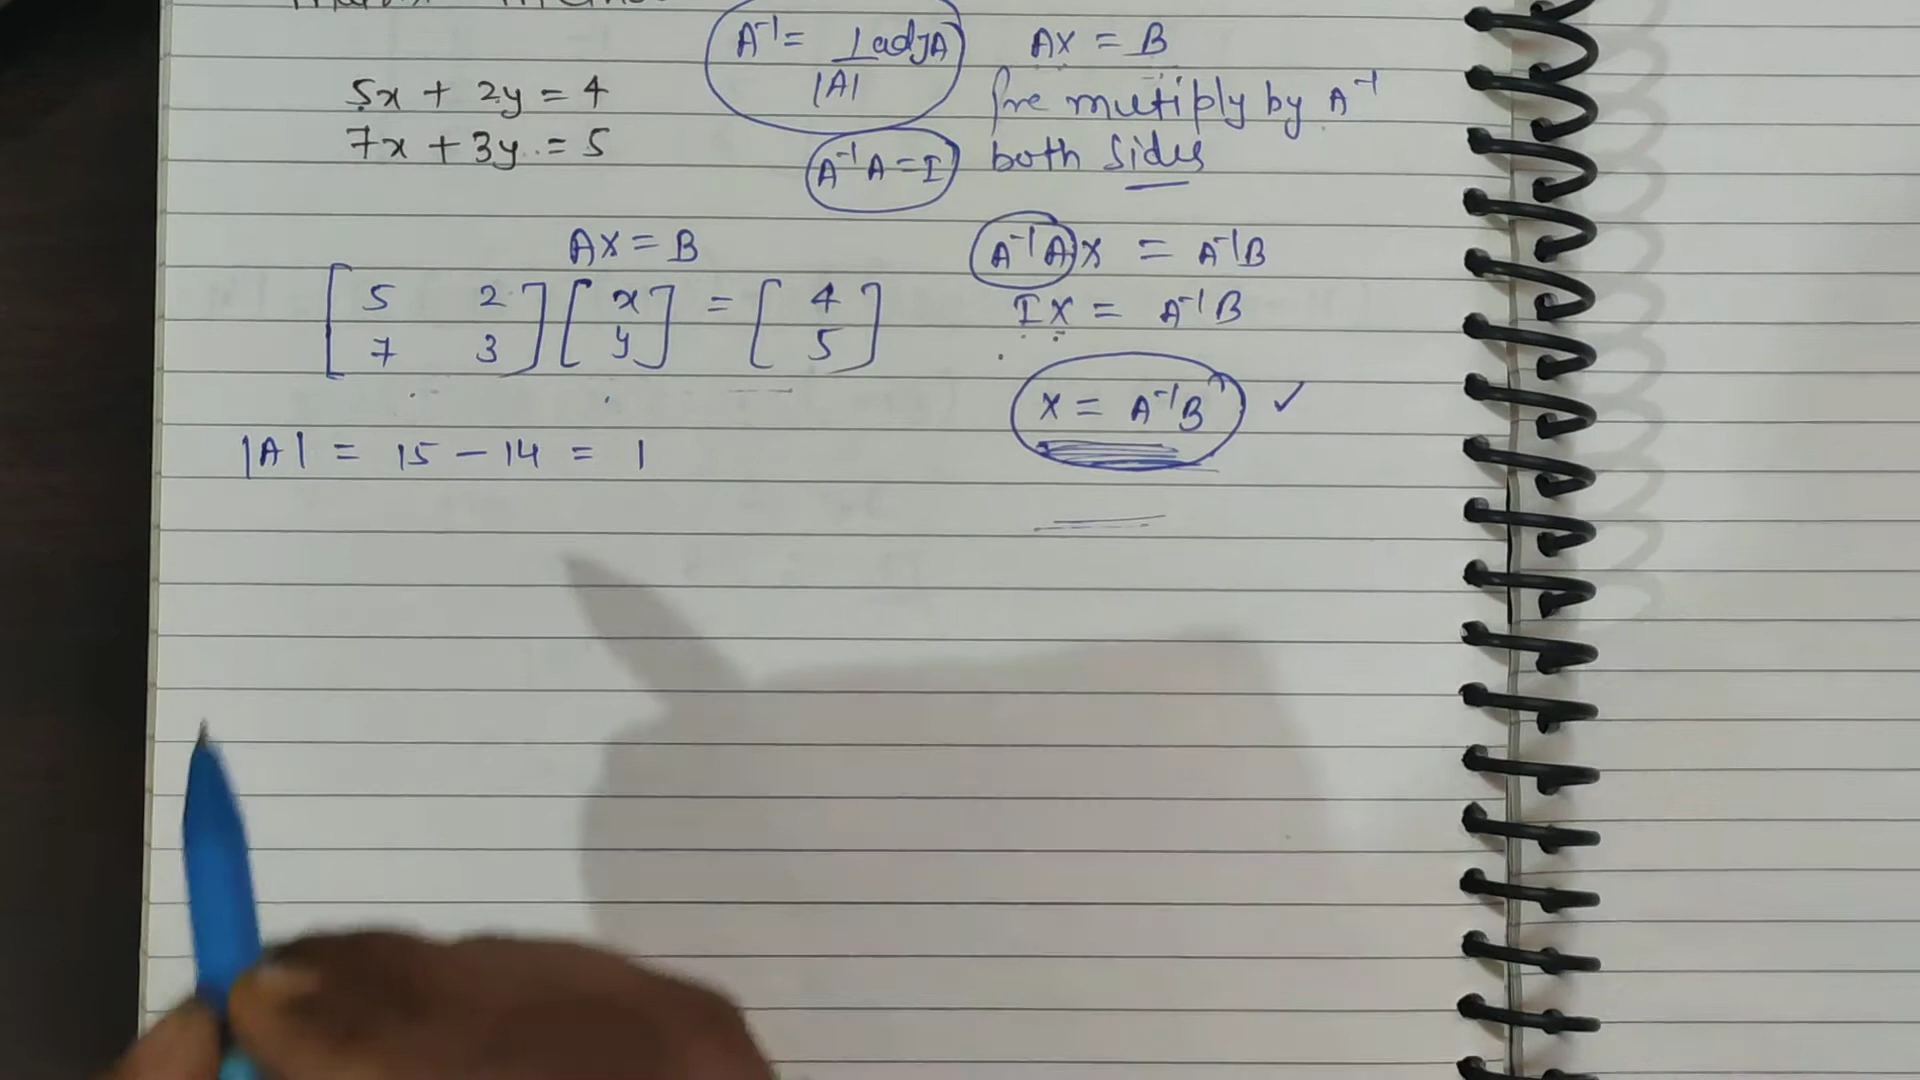 5x + 2y = 4
7x + 3y = 5
A⁻¹ = 1/|A| adjA
A⁻¹A = I
AX = B
Pre multiply by A⁻¹
both sides
AX = B
[5 2] [x] = [4]
[7 3] [y] = [5]
A⁻¹AX = A⁻¹B
IX = A⁻¹B
X = A⁻¹B ✓
|A| = 15 - 14 = 1